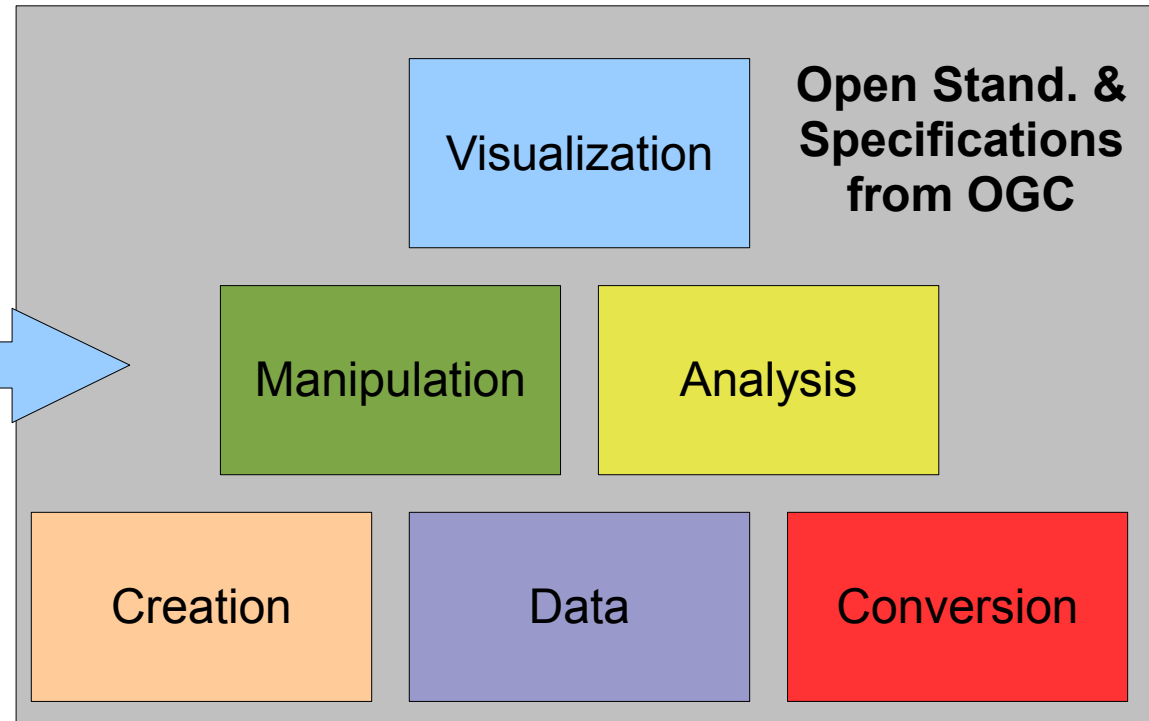 Visualization
Open Stand. &
Specifications
from OGC
Manipulation
Analysis
Creation
Data
Conversion